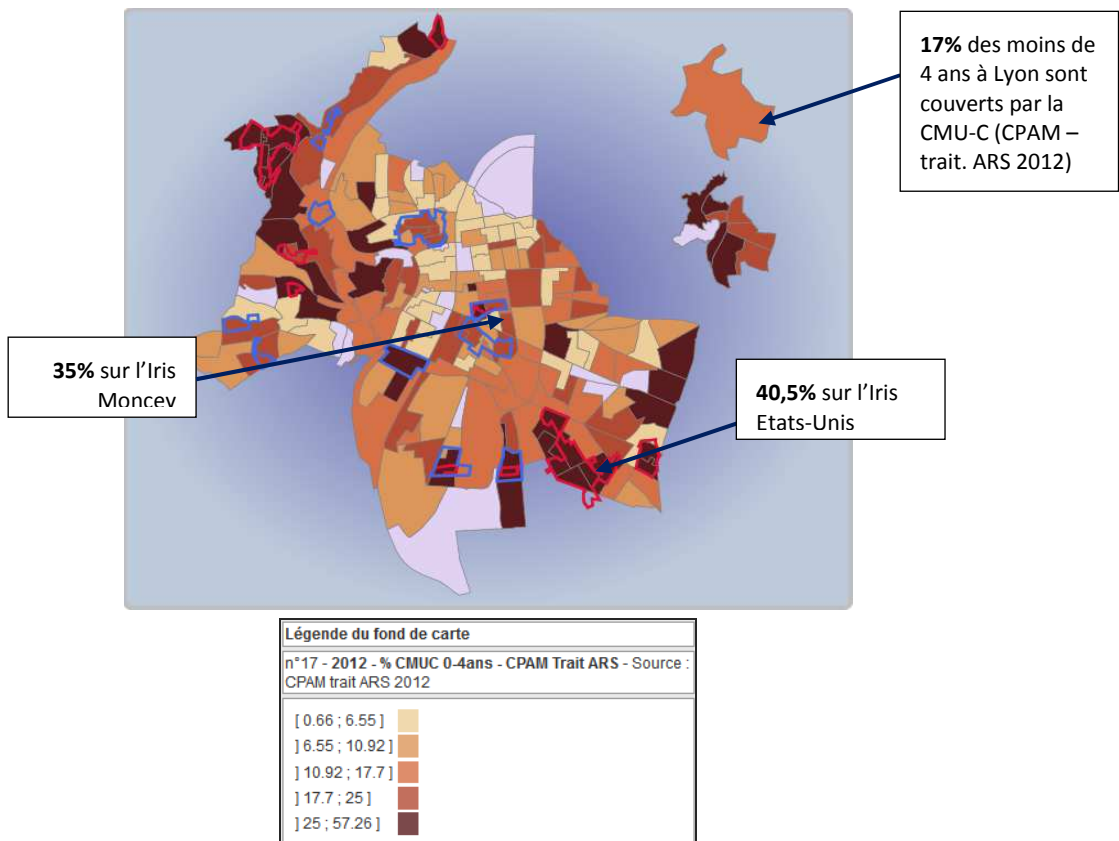 17% des moins de
4 ans à Lyon sont
couverts par la
CMU-C (CPAM –
trait. ARS 2012)
35% sur l’Iris
Moncey
40,5% sur l’Iris
Etats-Unis
Légende du fond de carte
n°17 - 2012 - % CMUC 0-4ans - CPAM Trait ARS - Source :
CPAM trait ARS 2012
[ 0.66 ; 6.55 ]
] 6.55 ; 10.92 ]
] 10.92 ; 17.7 ]
] 17.7 ; 25 ]
] 25 ; 57.26 ]